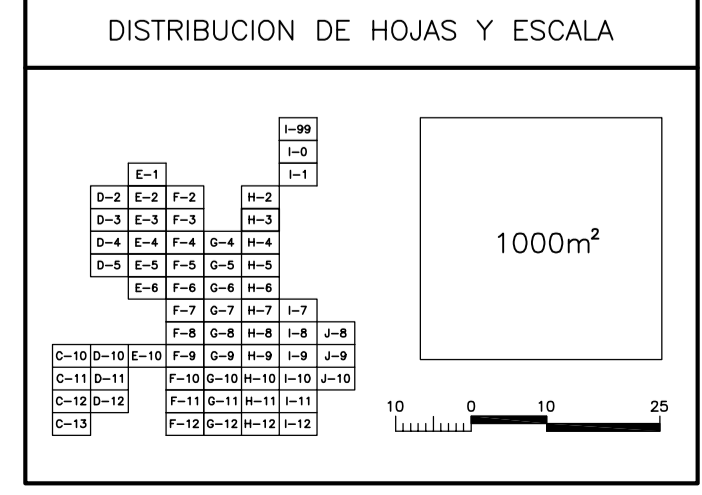 DISTRIBUCION DE HOJAS Y ESCALA
I-99
I-0
E-1 I-1
D-2 E-2 F-2 H-2
D-3 E-3 F-3 H-3
D-4 E-4 F-4 G-4 H-4
D-5 E-5 F-5 G-5 H-5
E-6 F-6 G-6 H-6
F-7 G-7 H-7 I-7
F-8 G-8 H-8 I-8 J-8
C-10 D-10 E-10 F-9 G-9 H-9 I-9 J-9
C-11 D-11 F-10 G-10 H-10 I-10 J-10
C-12 D-12 F-11 G-11 H-11 I-11
C-13 F-12 G-12 H-12 I-12
1000m²
10 0 10 25